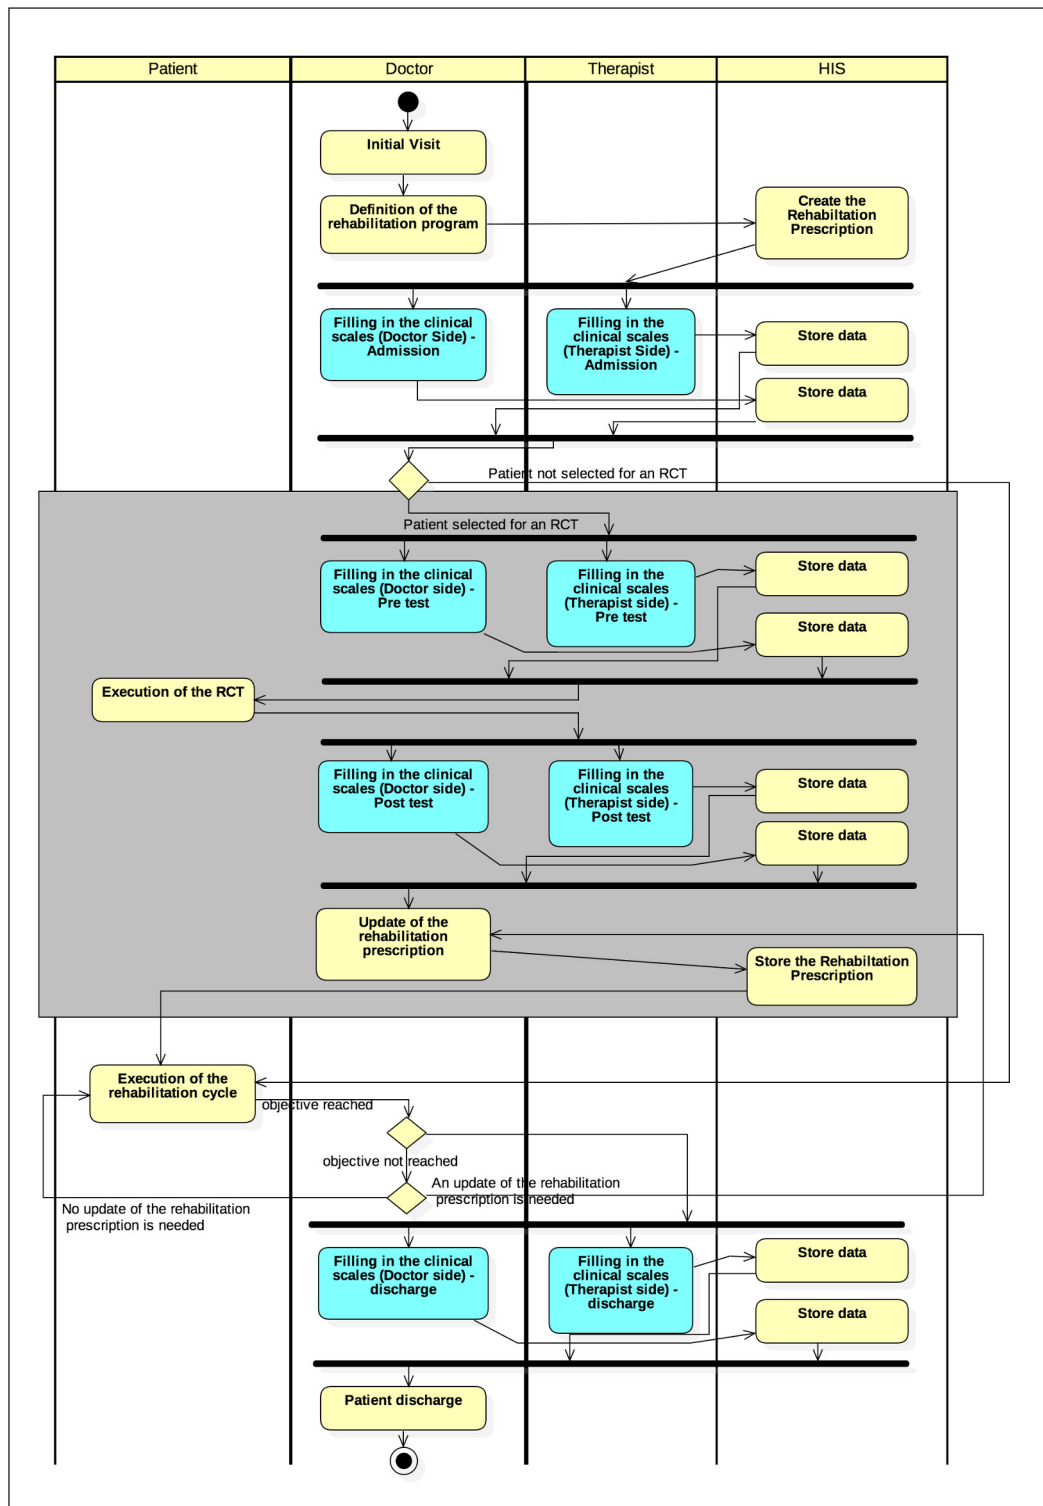 Patient
Doctor
Therapist
HIS
Initial Visit
Definition of the
rehabilitation program
Create the
Rehabiltation
Prescription
Filling in the clinical
scales (Doctor Side) -
Admission
Filling in the
clinical scales
(Therapist Side) -
Admission
Store data
Store data
Patient not selected for an RCT
Patient selected for an RCT
Filling in the clinical
scales (Doctor side) -
Pre test
Filling in the
clinical scales
(Therapist side) -
Pre test
Store data
Store data
Execution of the RCT
Filling in the clinical
scales (Doctor side) -
Post test
Filling in the
clinical scales
(Therapist side) -
Post test
Store data
Store data
Update of the
rehabilitation
prescription
Store the Rehabiltation
Prescription
Execution of the
rehabilitation cycle
objective reached
objective not reached
An update of the rehabilitation
prescription is needed
No update of the rehabilitation
prescription is needed
Filling in the clinical
scales (Doctor side) -
discharge
Filling in the
clinical scales
(Therapist side) -
discharge
Store data
Store data
Patient discharge